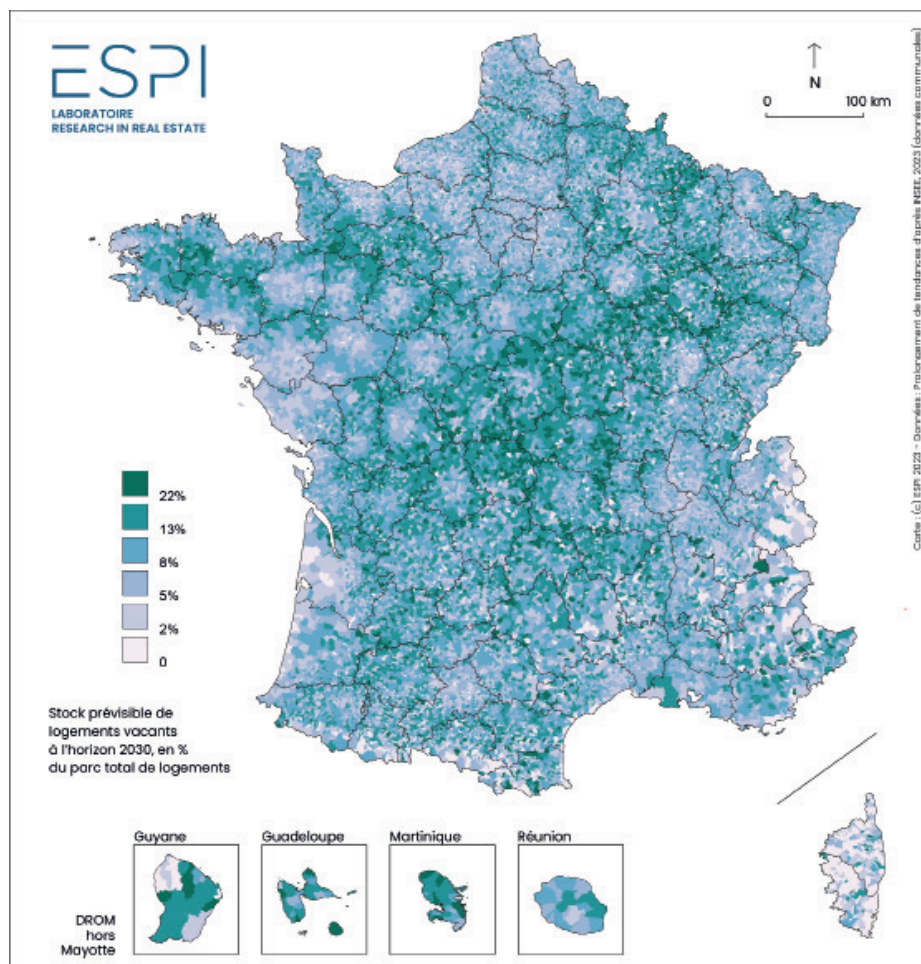 ESPI
LABORATOIRE
RESEARCH IN REAL ESTATE
N
0 100 km
Carte : (c) ESPI 2023 - Données : Prolongement de tendances d'après INSEE, 2023 (données communales)
22%
13%
8%
5%
2%
0
Stock prévisible de
logements vacants
à l'horizon 2030, en %
du parc total de logements
Guyane
Guadeloupe
Martinique
Réunion
DROM
hors
Mayotte